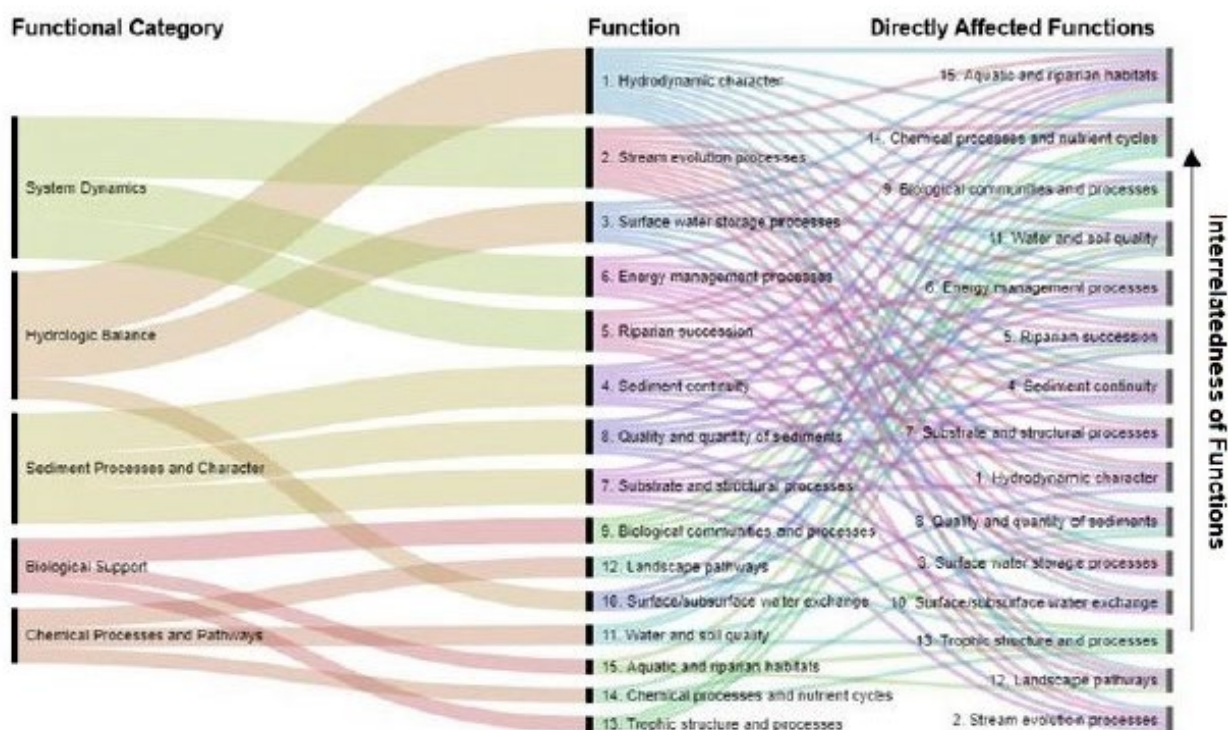 Functional Category
Function
Directly Affected Functions
System Dynamics
Hydrologic Balance
Sediment Processes and Character
Biological Support
Chemical Processes and Pathways
1. Hydrodynamic character
2. Stream evolution processes
3. Surface water storage processes
6. Energy management processes
5. Riparian succession
4. Sediment continuity
8. Quality and quantity of sediments
7. Substrate and structural processes
9. Biological communities and processes
12. Landscape pathways
10. Surface/subsurface water exchange
11. Water and soil quality
15. Aquatic and riparian habitats
14. Chemical processes and nutrient cycles
13. Trophic structure and processes
15. Aquatic and riparian habitats
14. Chemical processes and nutrient cycles
9. Biological communities and processes
11. Water and soil quality
6. Energy management processes
5. Riparian succession
4. Sediment continuity
7. Substrate and structural processes
1. Hydrodynamic character
8. Quality and quantity of sediments
3. Surface water storage processes
10. Surface/subsurface water exchange
13. Trophic structure and processes
12. Landscape pathways
2. Stream evolution processes
Interrelatedness of Functions